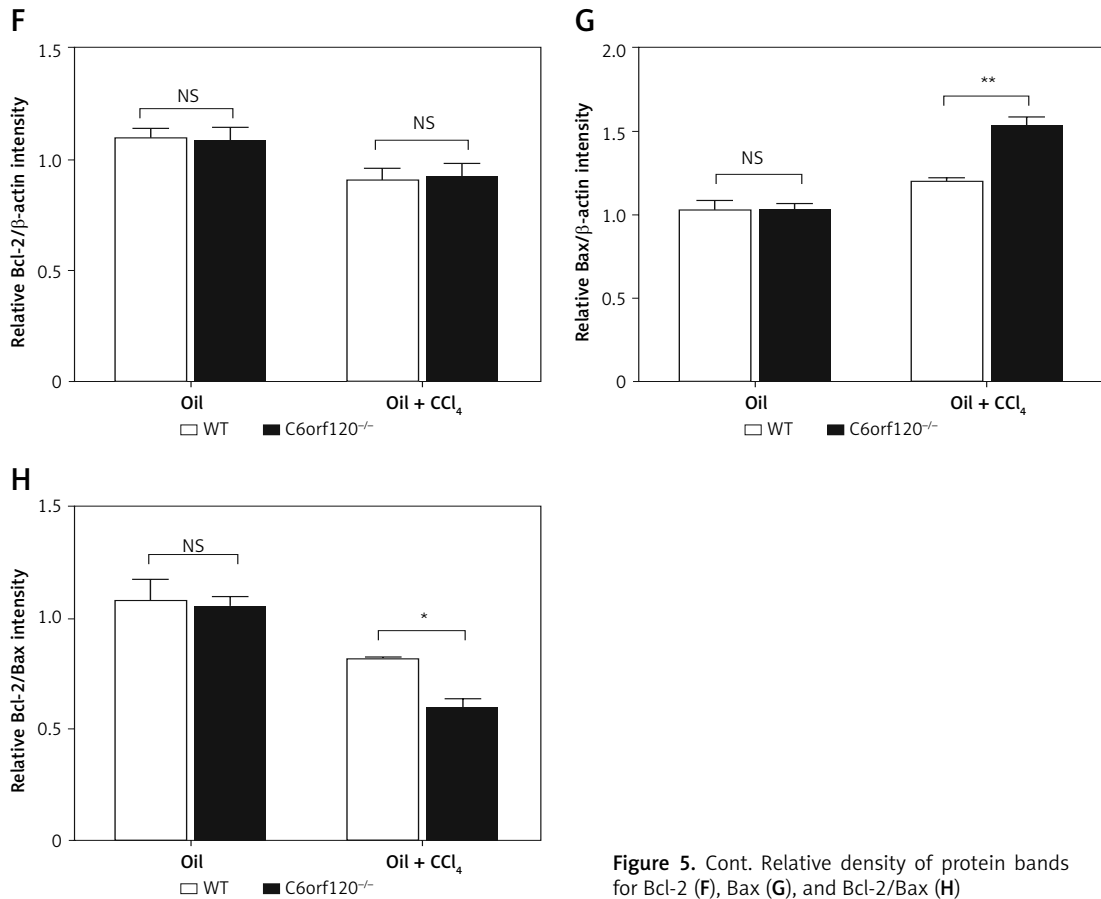 F
Relative Bcl-2/β-actin intensity
1.5
1.0
0.5
0
NS
NS
Oil
Oil + CCl₄
WT
C6orf120⁻/⁻
G
Relative Bax/β-actin intensity
2.0
1.5
1.0
1.5
0
NS
**
Oil
Oil + CCl₄
WT
C6orf120⁻/⁻
H
Relative Bcl-2/Bax intensity
1.5
1.0
0.5
0
NS
*
Oil
Oil + CCl₄
WT
C6orf120⁻/⁻
Figure 5. Cont. Relative density of protein bands
for Bcl-2 (F), Bax (G), and Bcl-2/Bax (H)